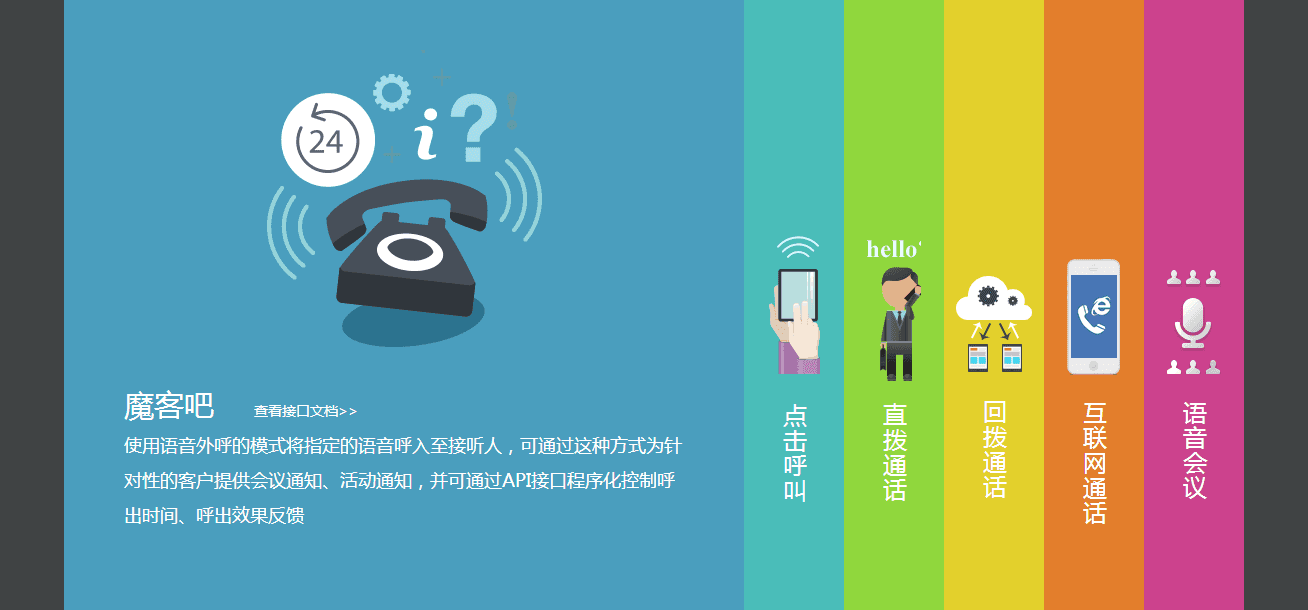 24
i?!
魔客吧 查看接口文档>>
使用语音外呼的模式将指定的语音呼入至接听人，可通过这种方式为针
对性的客户提供会议通知、活动通知，并可通过API接口程序化控制呼
出时间、呼出效果反馈
点击呼叫
hello‘
直拨通话
回拨通话
互联网通话
语音会议